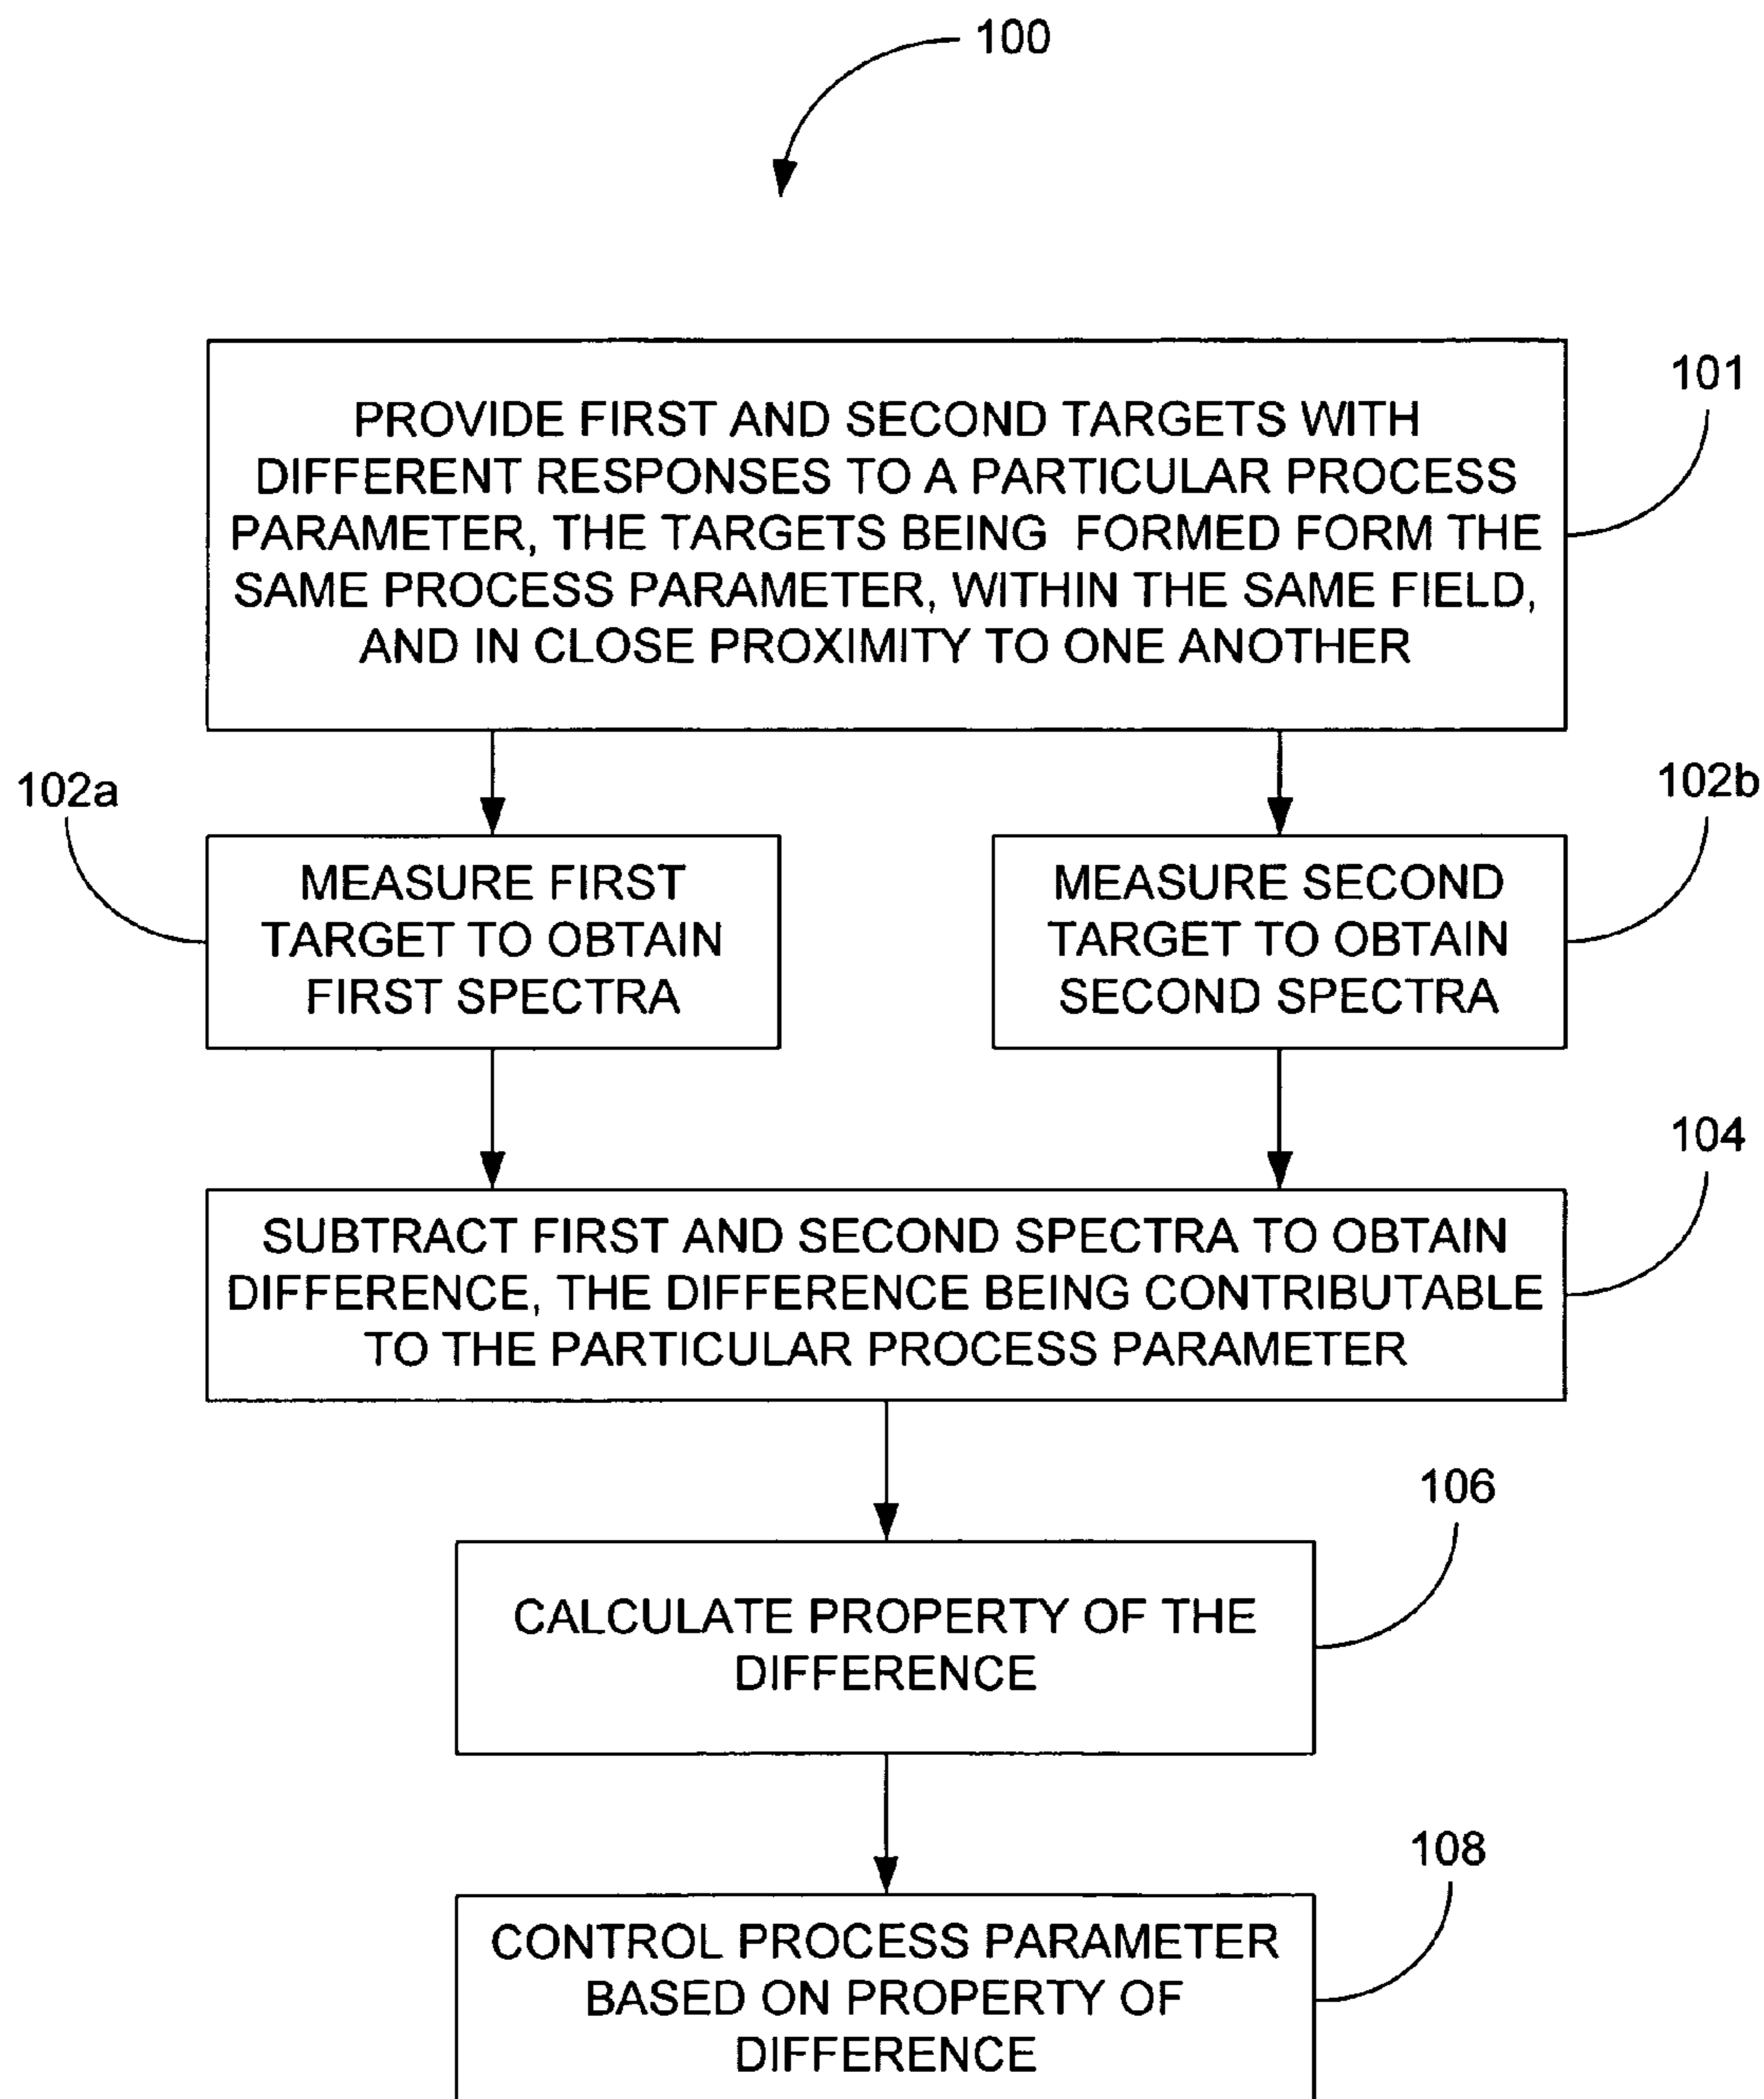 100
101
PROVIDE FIRST AND SECOND TARGETS WITH
DIFFERENT RESPONSES TO A PARTICULAR PROCESS
PARAMETER, THE TARGETS BEING FORMED FORM THE
SAME PROCESS PARAMETER, WITHIN THE SAME FIELD,
AND IN CLOSE PROXIMITY TO ONE ANOTHER
102a
102b
MEASURE FIRST
TARGET TO OBTAIN
FIRST SPECTRA
MEASURE SECOND
TARGET TO OBTAIN
SECOND SPECTRA
104
SUBTRACT FIRST AND SECOND SPECTRA TO OBTAIN
DIFFERENCE, THE DIFFERENCE BEING CONTRIBUTABLE
TO THE PARTICULAR PROCESS PARAMETER
106
CALCULATE PROPERTY OF THE
DIFFERENCE
108
CONTROL PROCESS PARAMETER
BASED ON PROPERTY OF
DIFFERENCE